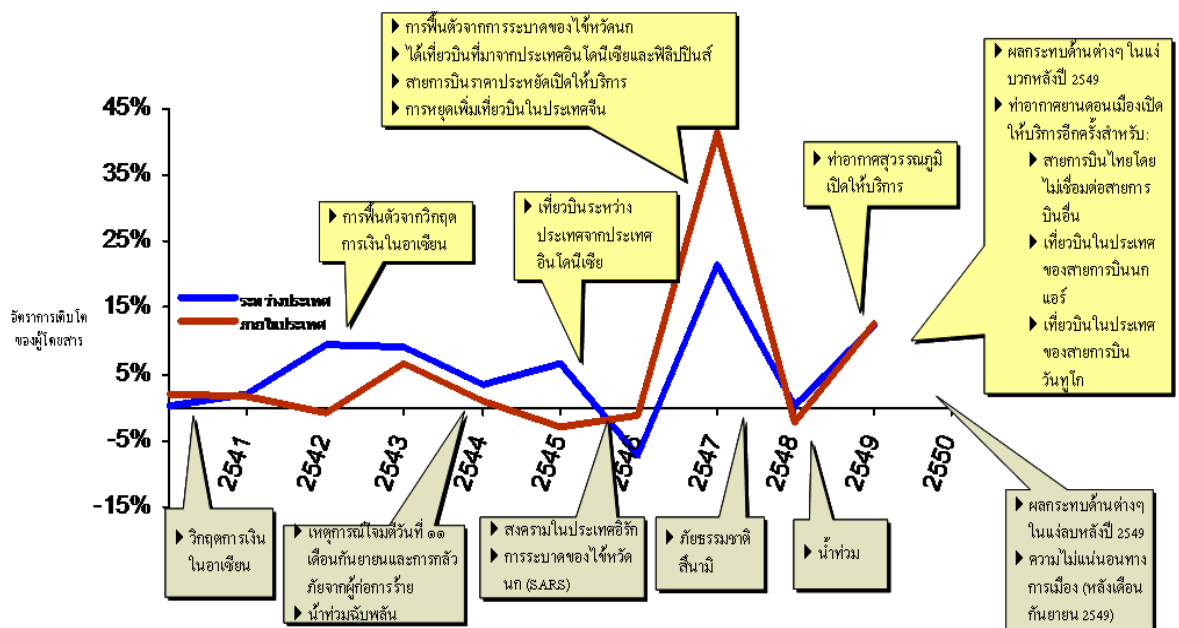 ▶ การฟื้นตัวจากการระบาดของไข้หวัดนก
▶ ได้เที่ยวบินที่มาจากประเทศอินโดนีเซียและฟิลิปปินส์
▶ สายการบินราคาประหยัดเปิดให้บริการ
▶ การหยุดเพิ่มเที่ยวบินในประเทศจีน
▶ ผลกระทบด้านต่างๆ ในแง่
บวกหลังปี 2549
▶ ท่าอากาศยานดอนเมืองเปิด
ให้บริการอีกครั้งสำหรับ:
▶ สายการบินไทยโดย
ไม่เชื่อมต่อสายการ
บินอื่น
▶ เที่ยวบินในประเทศ
ของสายการบินนก
แอร์
▶ เที่ยวบินในประเทศ
ของสายการบิน
วันทูโก
▶ ท่าอากาศสุวรรณภูมิ
เปิดให้บริการ
▶ การฟื้นตัวจากวิกฤต
การเงินในอาเซียน
▶ เที่ยวบินระหว่าง
ประเทศจากประเทศ
อินโดนีเซีย
45%
35%
25%
15%
5%
-5%
-15%
อัตราการเติบโต
ของผู้โดยสาร
ระหว่างประเทศ
ภายในประเทศ
2541
2542
2543
2544
2545
2546
2547
2548
2549
2550
▶ วิกฤตการเงิน
ในอาเซียน
▶ เหตุการณ์โจมตีวันที่ ๑๑
เดือนกันยายนและการกลัว
ภัยจากผู้ก่อการร้าย
▶ น้ำท่วมฉับพลัน
▶ สงครามในประเทศอิรัก
▶ การระบาดของไข้หวัด
นก (SARS)
▶ ภัยธรรมชาติ
สึนามิ
▶ น้ำท่วม
▶ ผลกระทบด้านต่างๆ
ในแง่ลบหลังปี 2549
▶ ความไม่แน่นอนทาง
การเมือง (หลังเดือน
กันยายน 2549)